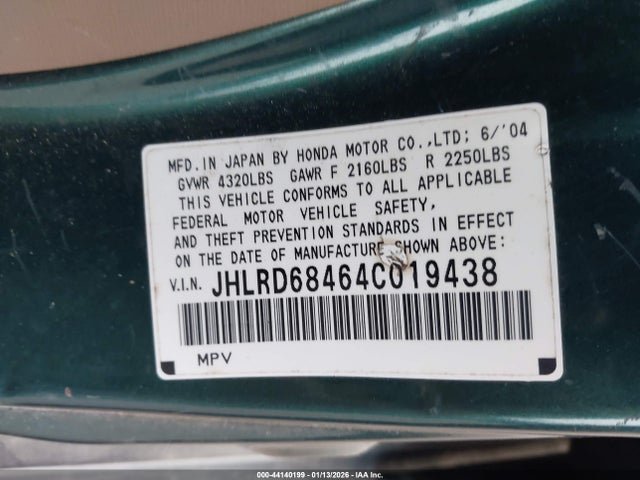 MFD. IN JAPAN BY HONDA MOTOR CO.,LTD; 6/'04
GVWR 4320LBS GAWR F 2160LBS R 2250LBS
THIS VEHICLE CONFORMS TO ALL APPLICABLE
FEDERAL MOTOR VEHICLE SAFETY,
AND THEFT PREVENTION STANDARDS IN EFFECT
ON THE DATE OF MANUFACTURE SHOWN ABOVE:
V.I.N. JHLRD68464C019438
MPV
000-44140199 - 01/13/2026 - IAA Inc.